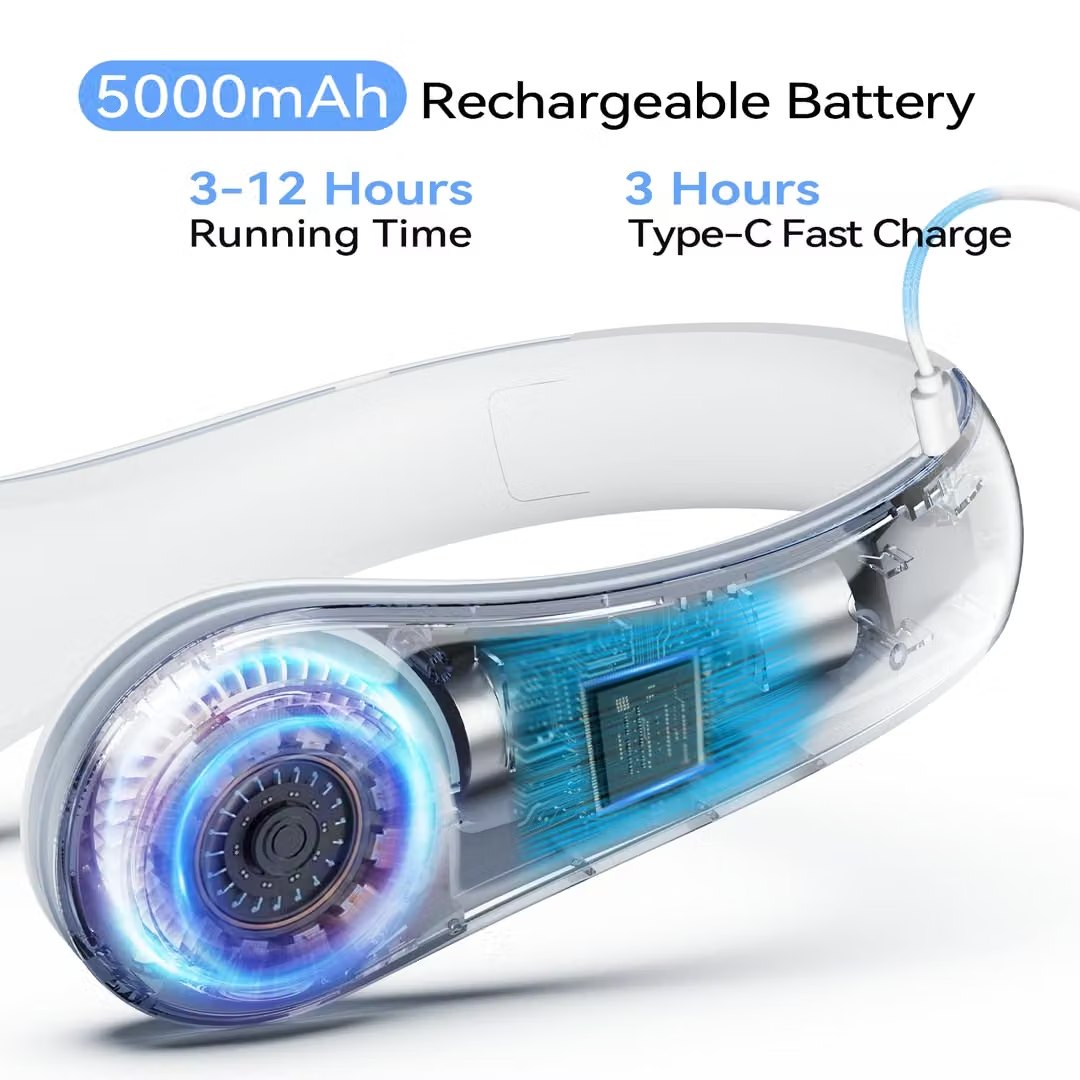 5000mAh Rechargeable Battery
3-12 Hours
Running Time
3 Hours
Type-C Fast Charge